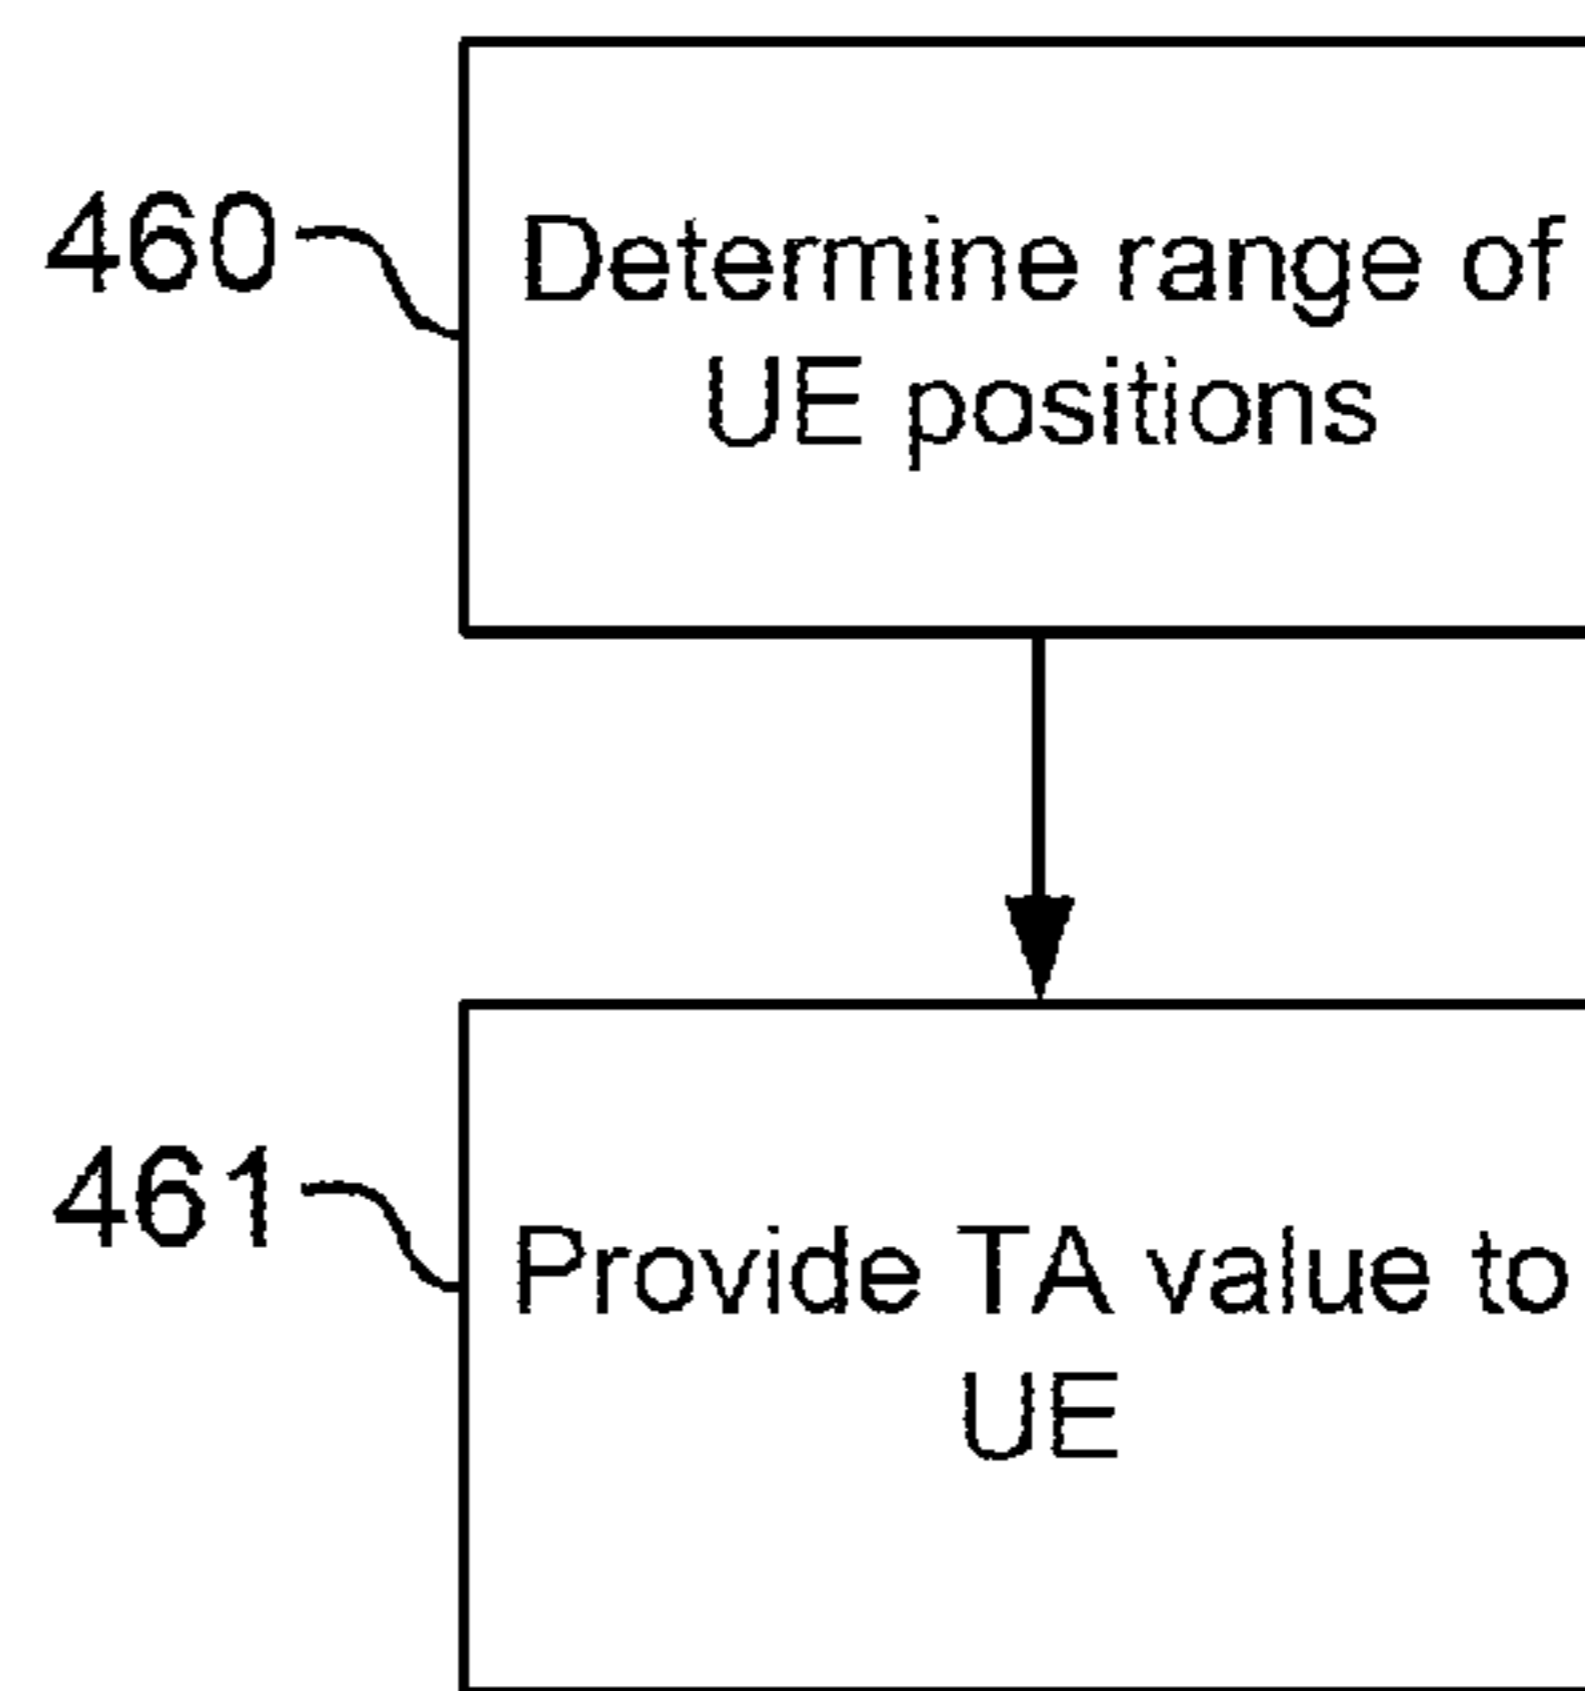 460
Determine range of
UE positions
461
Provide TA value to
UE